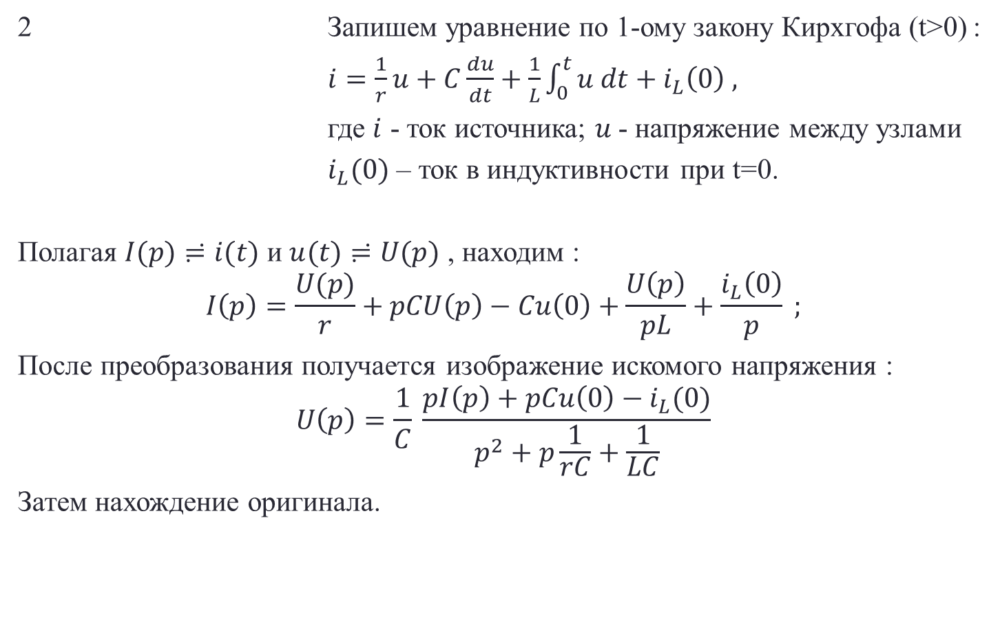 2
Запишем уравнение по 1-ому закону Кирхгофа (t>0) :
i = \frac{1}{r} u + C \frac{du}{dt} + \frac{1}{L} \int_0^t u dt + i_L(0) ,
где i - ток источника; u - напряжение между узлами
i_L(0) – ток в индуктивности при t=0.
Полагая I(p) ≓ i(t) и u(t) ≓ U(p) , находим :
I(p) = \frac{U(p)}{r} + pCU(p) − Cu(0) + \frac{U(p)}{pL} + \frac{i_L(0)}{p} ;
После преобразования получается изображение искомого напряжения :
U(p) = \frac{1}{C} \frac{pI(p) + pCu(0) − i_L(0)}{p^2 + p\frac{1}{rC} + \frac{1}{LC}}
Затем нахождение оригинала.